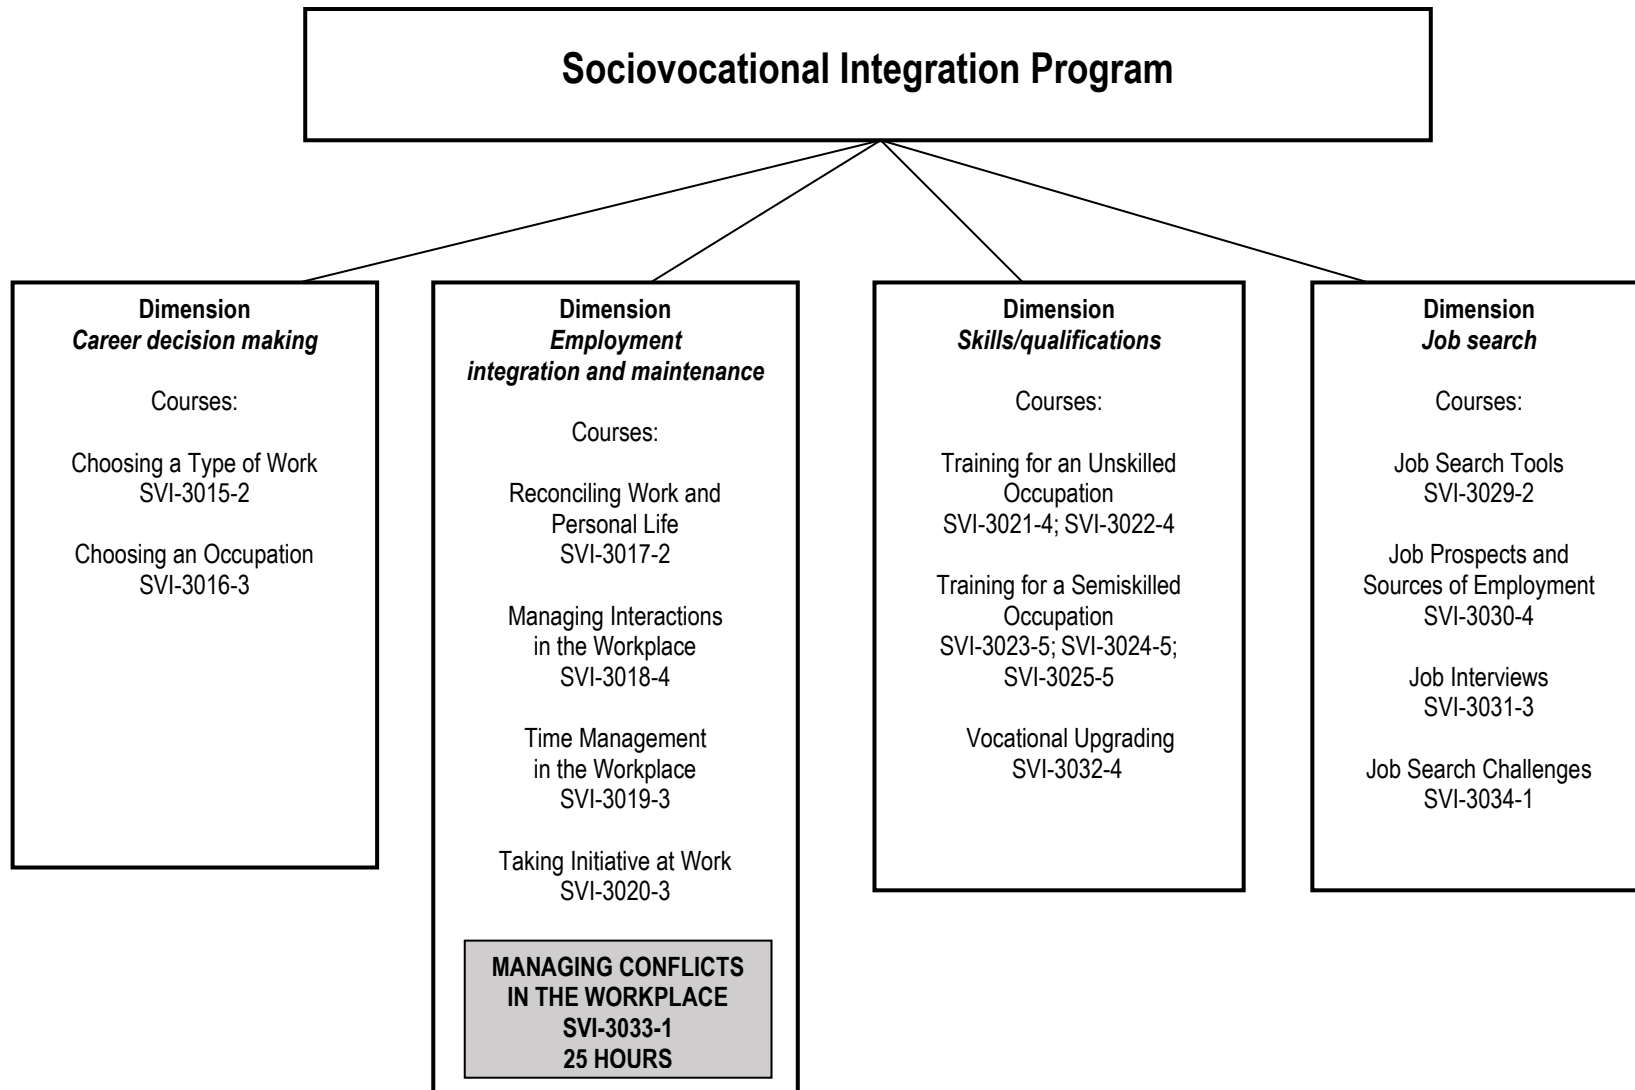 Sociovocational Integration Program
Dimension
Career decision making
Courses:
Choosing a Type of Work
SVI-3015-2
Choosing an Occupation
SVI-3016-3
Dimension
Employment
integration and maintenance
Courses:
Reconciling Work and
Personal Life
SVI-3017-2
Managing Interactions
in the Workplace
SVI-3018-4
Time Management
in the Workplace
SVI-3019-3
Taking Initiative at Work
SVI-3020-3
MANAGING CONFLICTS
IN THE WORKPLACE
SVI-3033-1
25 HOURS
Dimension
Skills/qualifications
Courses:
Training for an Unskilled
Occupation
SVI-3021-4; SVI-3022-4
Training for a Semiskilled
Occupation
SVI-3023-5; SVI-3024-5;
SVI-3025-5
Vocational Upgrading
SVI-3032-4
Dimension
Job search
Courses:
Job Search Tools
SVI-3029-2
Job Prospects and
Sources of Employment
SVI-3030-4
Job Interviews
SVI-3031-3
Job Search Challenges
SVI-3034-1